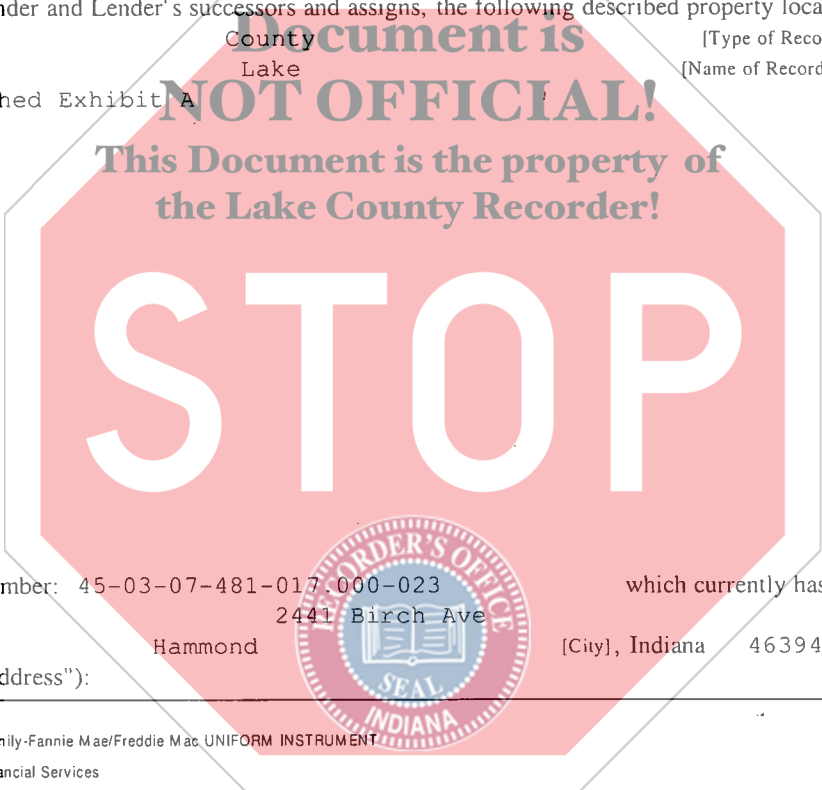 nder and Lender's successors and assigns, the following described property loca
Document is
County [Type of Reco
Lake [Name of Record
hed Exhibit A
NOT OFFICIAL!
This Document is the property of
the Lake County Recorder!
STOP
RECORDER'S OFFICE
mber: 45-03-07-481-017.000-023 which currently has
2441 Birch Ave
Hammond [City], Indiana 46394
ddress"):
SEAL
INDIANA
nily-Fannie Mae/Freddie Mac UNIFORM INSTRUMENT
ancial Services